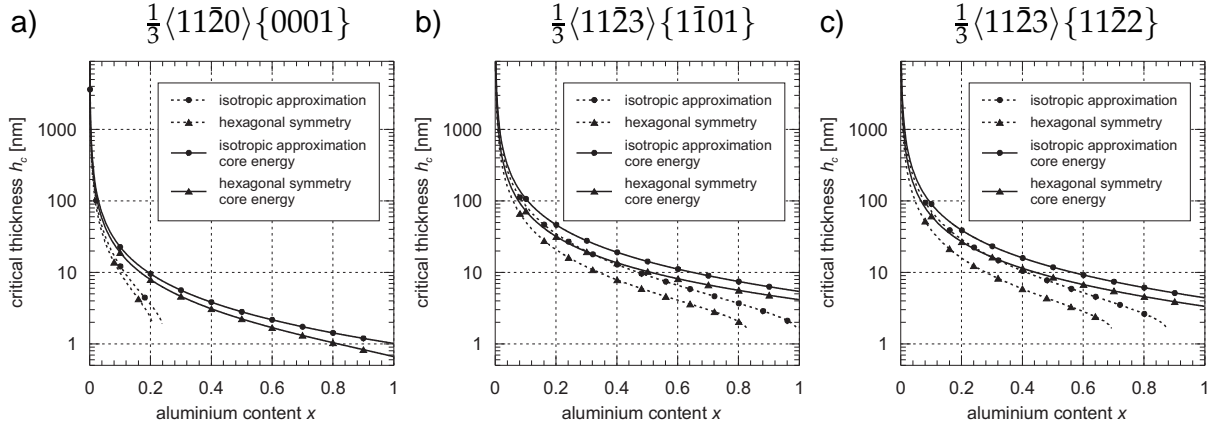 a) 1/3⟨112̄0⟩{0001}
critical thickness h_c [nm]
1000
100
10
1
isotropic approximation
hexagonal symmetry
isotropic approximation
core energy
hexagonal symmetry
core energy
0 0.2 0.4 0.6 0.8 1
aluminium content x
b) 1/3⟨112̄3⟩{11̄01}
critical thickness h_c [nm]
1000
100
10
1
isotropic approximation
hexagonal symmetry
isotropic approximation
core energy
hexagonal symmetry
core energy
0 0.2 0.4 0.6 0.8 1
aluminium content x
c) 1/3⟨112̄3⟩{112̄2}
critical thickness h_c [nm]
1000
100
10
1
isotropic approximation
hexagonal symmetry
isotropic approximation
core energy
hexagonal symmetry
core energy
0 0.2 0.4 0.6 0.8 1
aluminium content x